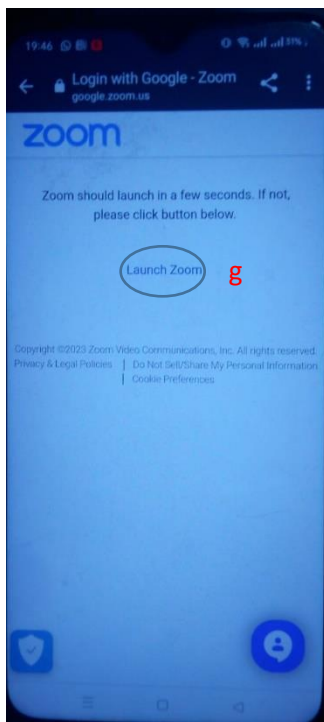 19:46
Login with Google - Zoom
google.zoom.us
zoom
Zoom should launch in a few seconds. If not,
please click button below.
Launch Zoom
g
Copyright ©2023 Zoom Video Communications, Inc. All rights reserved.
Privacy & Legal Policies | Do Not Sell/Share My Personal Information
| Cookie Preferences